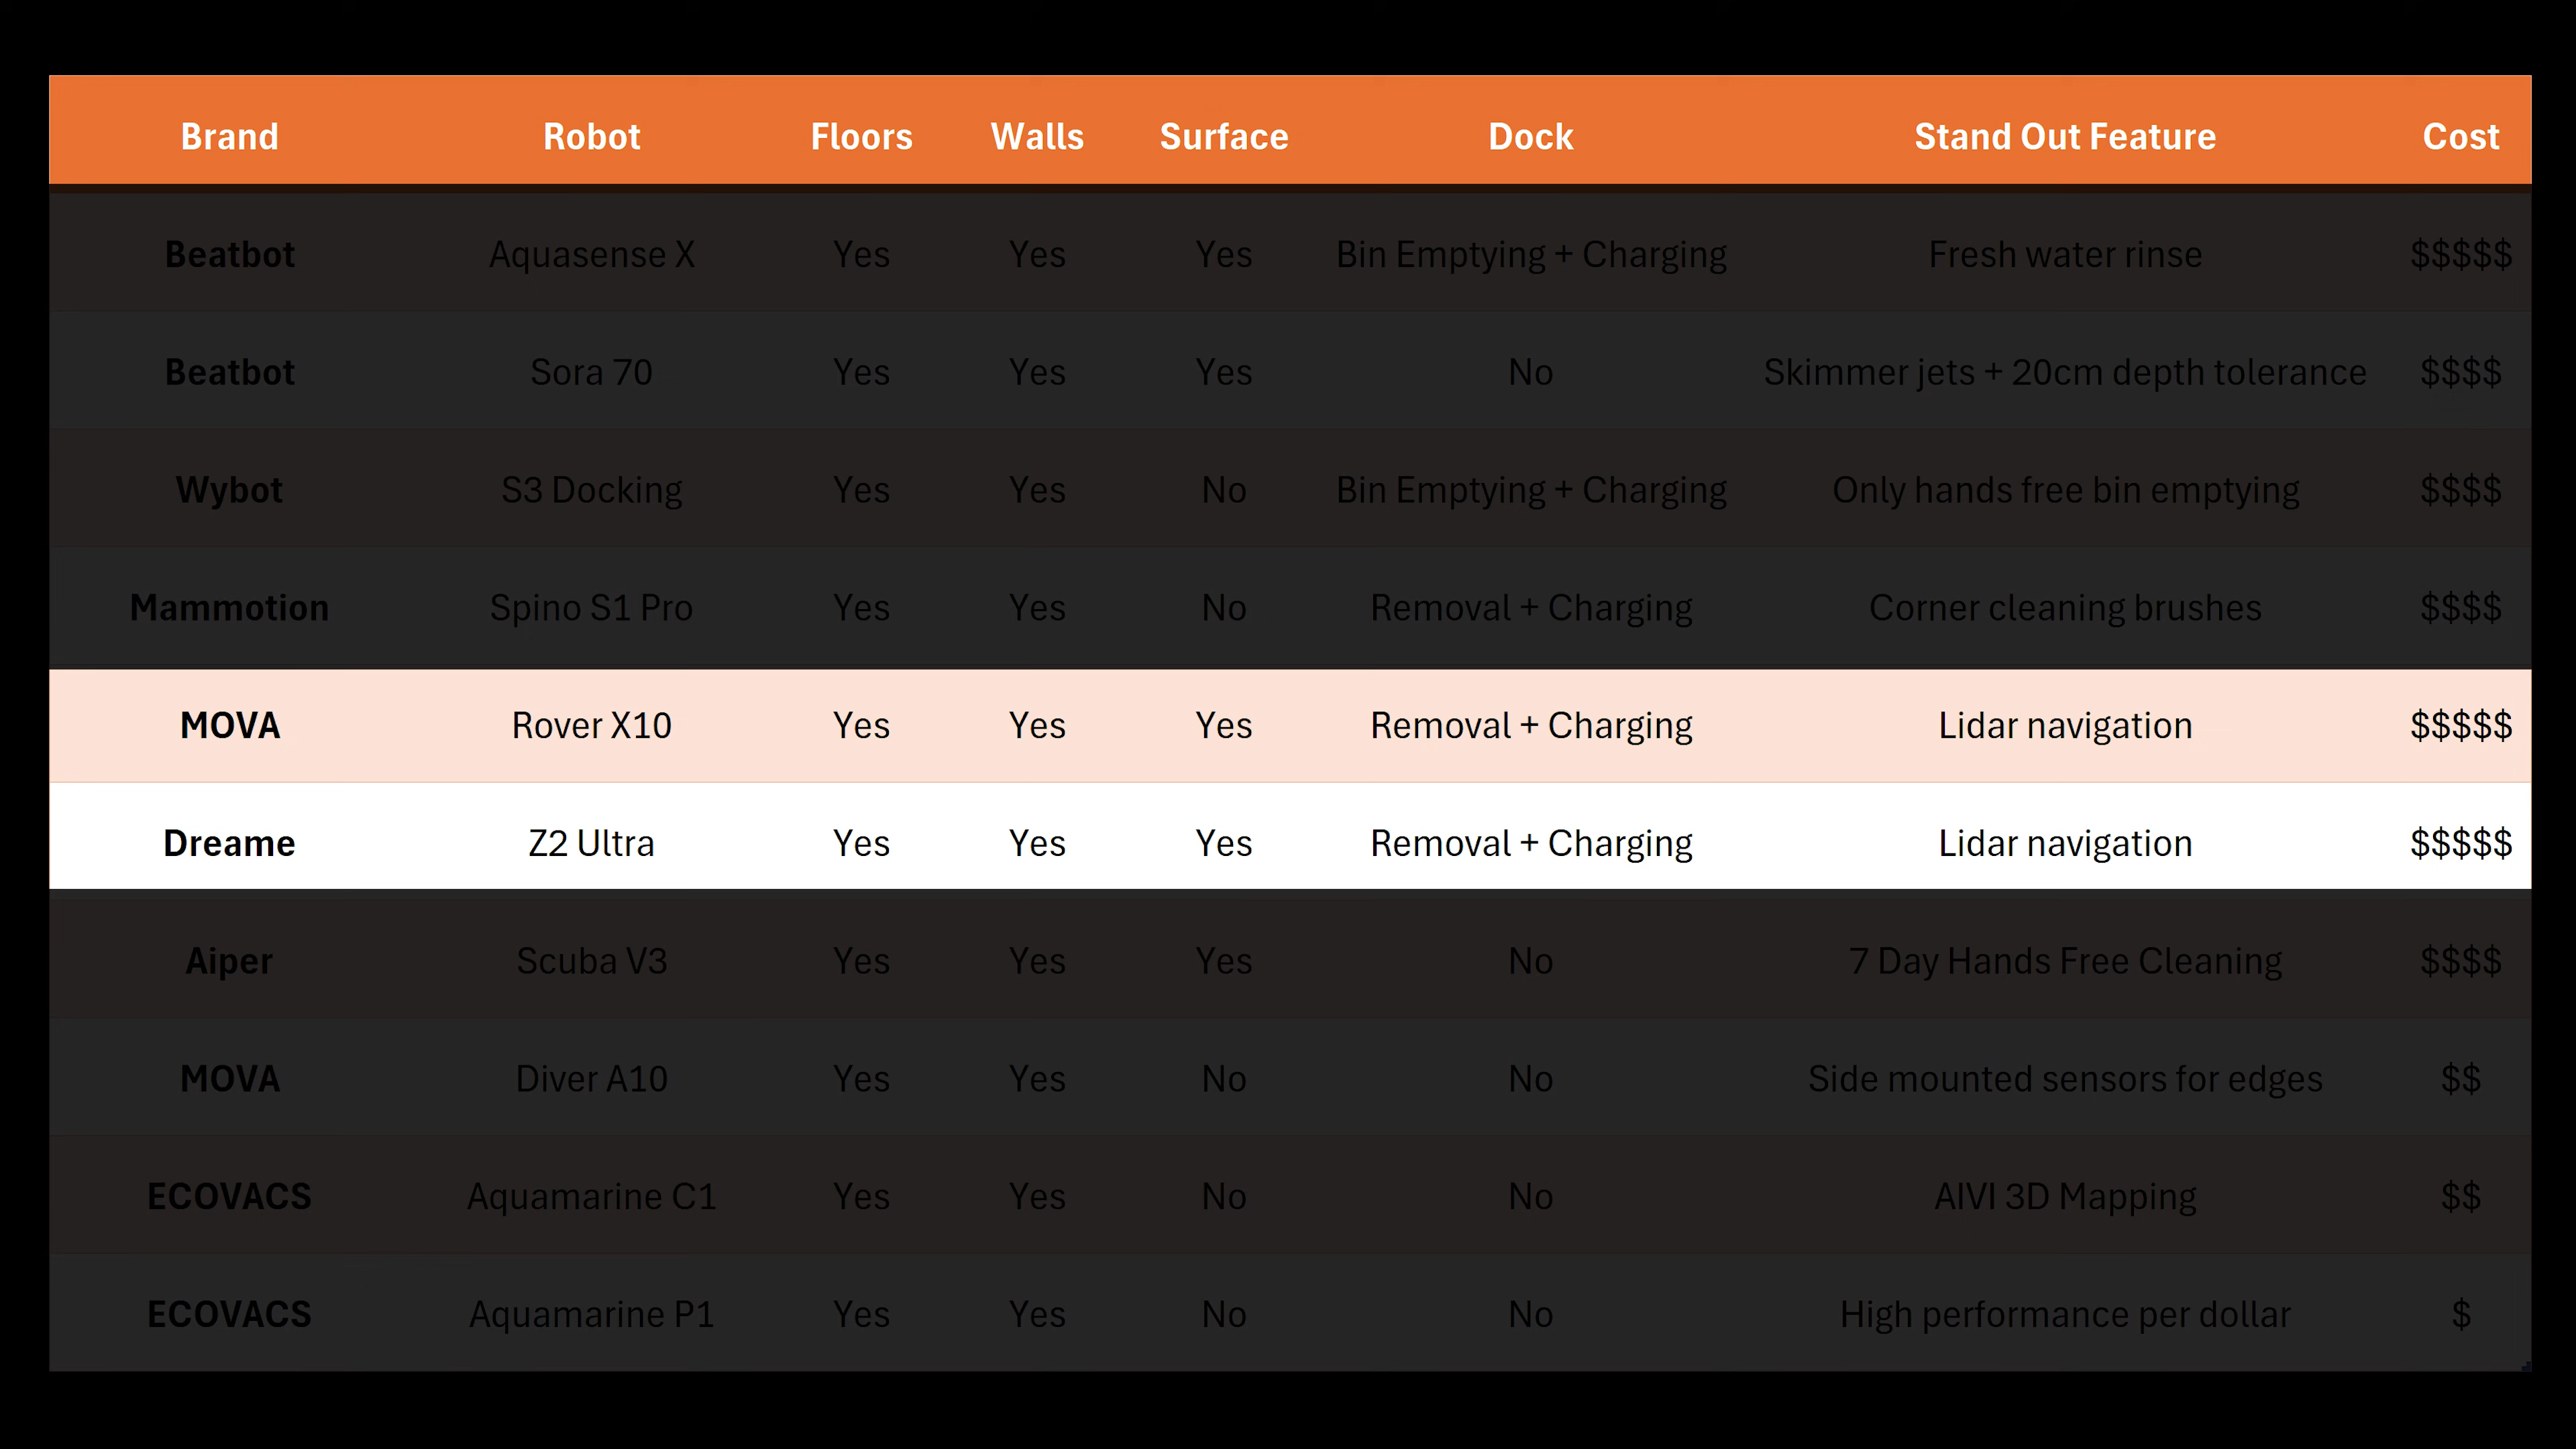 Brand Robot Floors Walls Surface Dock Stand Out Feature Cost
Beatbot Aquasense X Yes Yes Yes Bin Emptying + Charging Fresh water rinse $$$$$
Beatbot Sora 70 Yes Yes Yes No Skimmer jets + 20cm depth tolerance $$$$
Wybot S3 Docking Yes Yes No Bin Emptying + Charging Only hands free bin emptying $$$$
Mammotion Spino S1 Pro Yes Yes No Removal + Charging Corner cleaning brushes $$$$
MOVA Rover X10 Yes Yes Yes Removal + Charging Lidar navigation $$$$$
Dreame Z2 Ultra Yes Yes Yes Removal + Charging Lidar navigation $$$$$
Aiper Scuba V3 Yes Yes Yes No 7 Day Hands Free Cleaning $$$$
MOVA Diver A10 Yes Yes No No Side mounted sensors for edges $$
ECOVACS Aquamarine C1 Yes Yes No No AIVI 3D Mapping $$
ECOVACS Aquamarine P1 Yes Yes No No High performance per dollar $